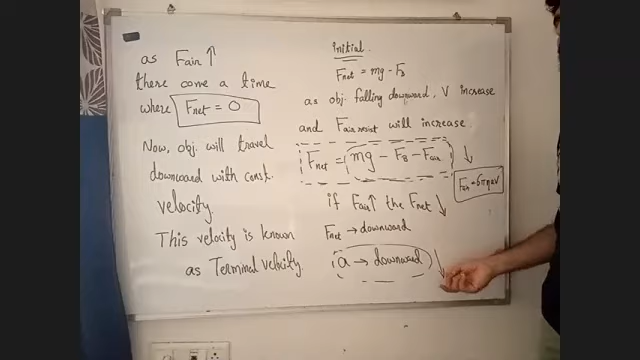 initial
Fnet = mg - FB
as obj. falling downward, V increase
and Fair resist will increase.
Fnet = mg - FB - Fair ↓
Fair = 6πηrv
if Fair↑ the Fnet ↓
Fnet → downward
a → downward ↓
as Fair ↑
there come a time
where Fnet = 0
Now, obj. will travel
downward with const.
velocity.
This velocity is known
as Terminal velocity.